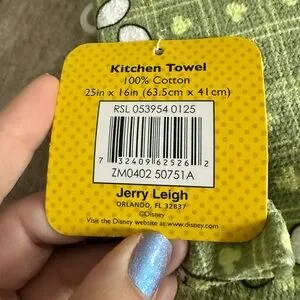 Kitchen Towel
100% Cotton
25in x 16in (63.5cm x 41cm)
RSL 053954 0125
7 32409 62526 2
ZM0402 50751A
Jerry Leigh
ORLANDO, FL 32837
©Disney
Visit the Disney website at www.disney.com